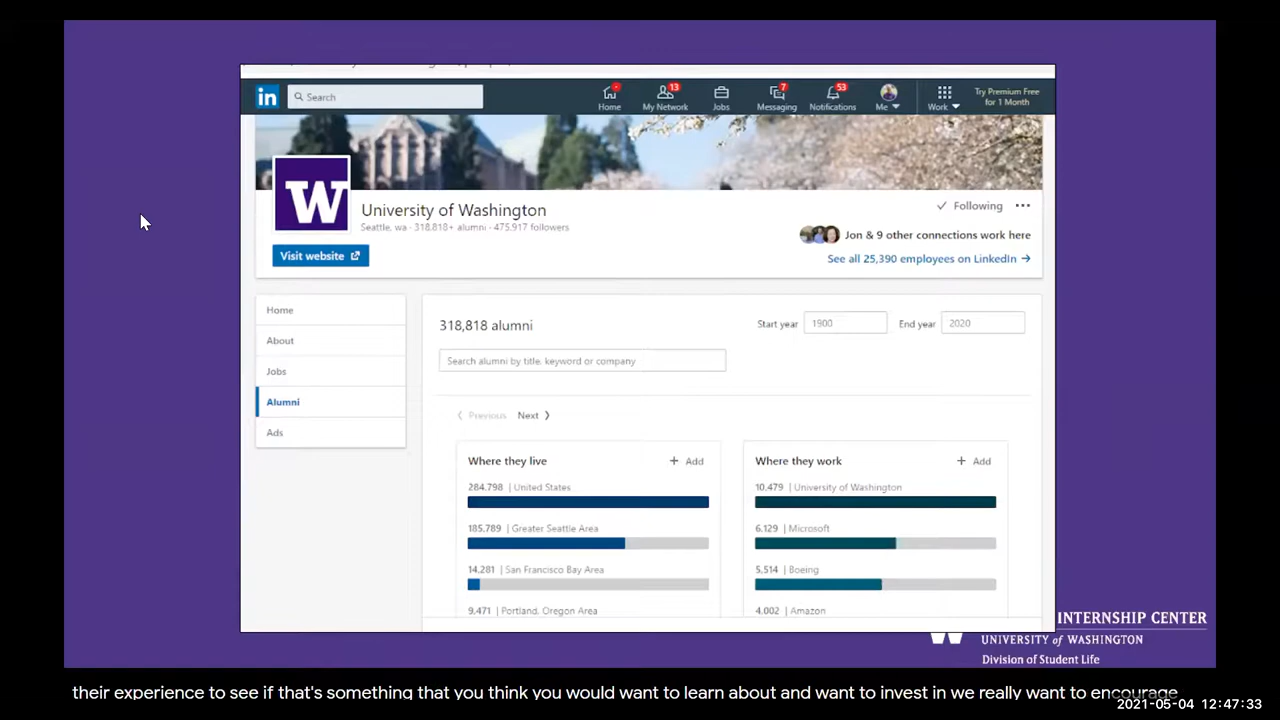 in Search Home 13 My Network Jobs 7 Messaging 53 Notifications Me Work Try Premium Free for 1 Month
W
University of Washington
Seattle, wa · 318,818+ alumni · 475,917 followers
Following
Jon & 9 other connections work here
Visit website
See all 25,390 employees on LinkedIn →
Home
About
Jobs
Alumni
Ads
318,818 alumni
Start year 1900 End year 2020
Search alumni by title, keyword or company
Previous Next
Where they live + Add
284,798 | United States
185,789 | Greater Seattle Area
14,281 | San Francisco Bay Area
9,471 | Portland, Oregon Area
Where they work + Add
10,479 | University of Washington
6,129 | Microsoft
5,514 | Boeing
4,002 | Amazon
INTERNSHIP CENTER
UNIVERSITY of WASHINGTON
Division of Student Life
their experience to see if that's something that you think you would want to learn about and want to invest in we really want to encourage
2021-05-04 12:47:33